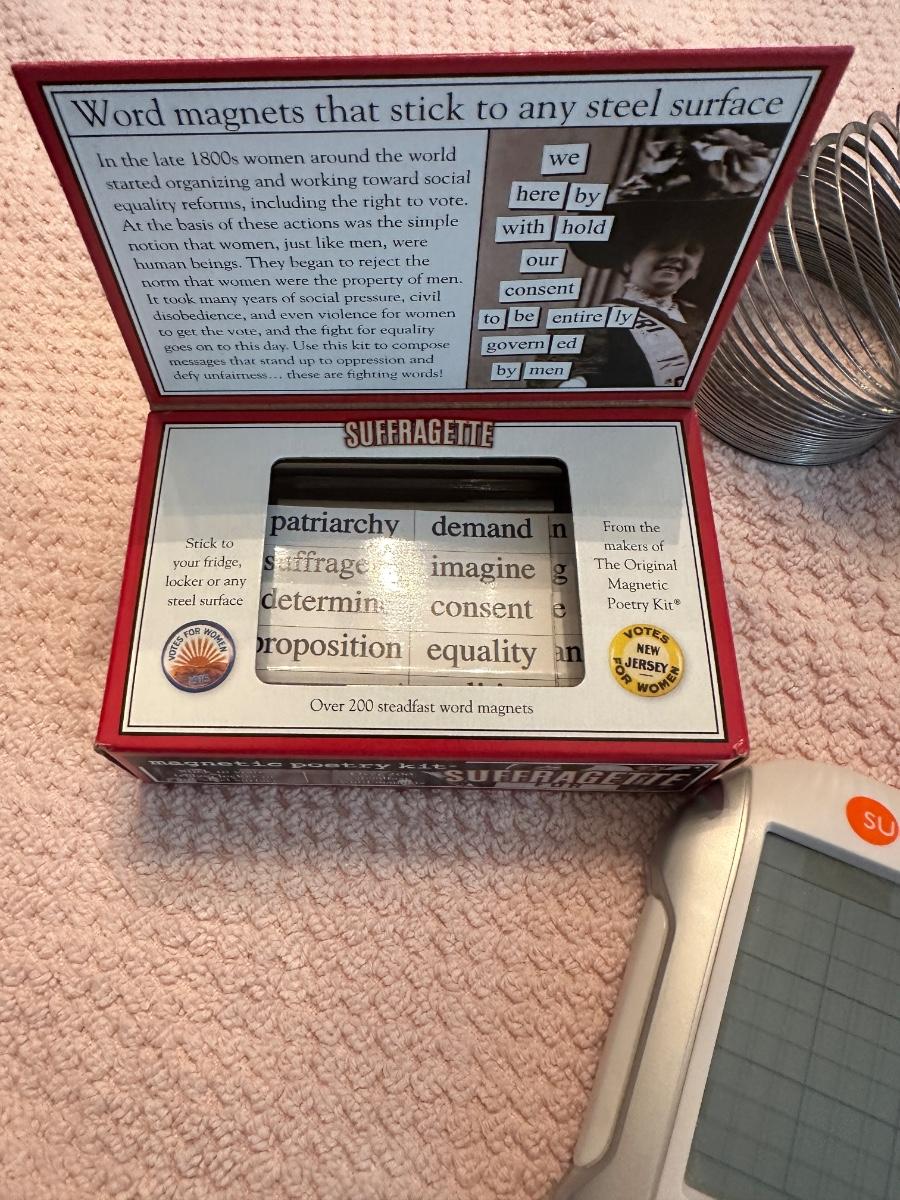 Word magnets that stick to any steel surface
In the late 1800s women around the world
started organizing and working toward social
equality reforms, including the right to vote.
At the basis of these actions was the simple
notion that women, just like men, were
human beings. They began to reject the
norm that women were the property of men.
It took many years of social pressure, civil
disobedience, and even violence for women
to get the vote, and the fight for equality
goes on to this day. Use this kit to compose
messages that stand up to oppression and
defy unfairness... these are fighting words!
we
here by
with hold
our
consent
to be entire ly
govern ed
by men
SUFFRAGETTE
Stick to
your fridge,
locker or any
steel surface
VOTES FOR WOMEN
1915
patriarchy demand
suffrage imagine g
determin consent e
proposition equality an
From the
makers of
The Original
Magnetic
Poetry Kit®
VOTES
NEW
JERSEY
FOR WOMEN
Over 200 steadfast word magnets
magnetic poetry kit:
SUFFRAGETTE
SU